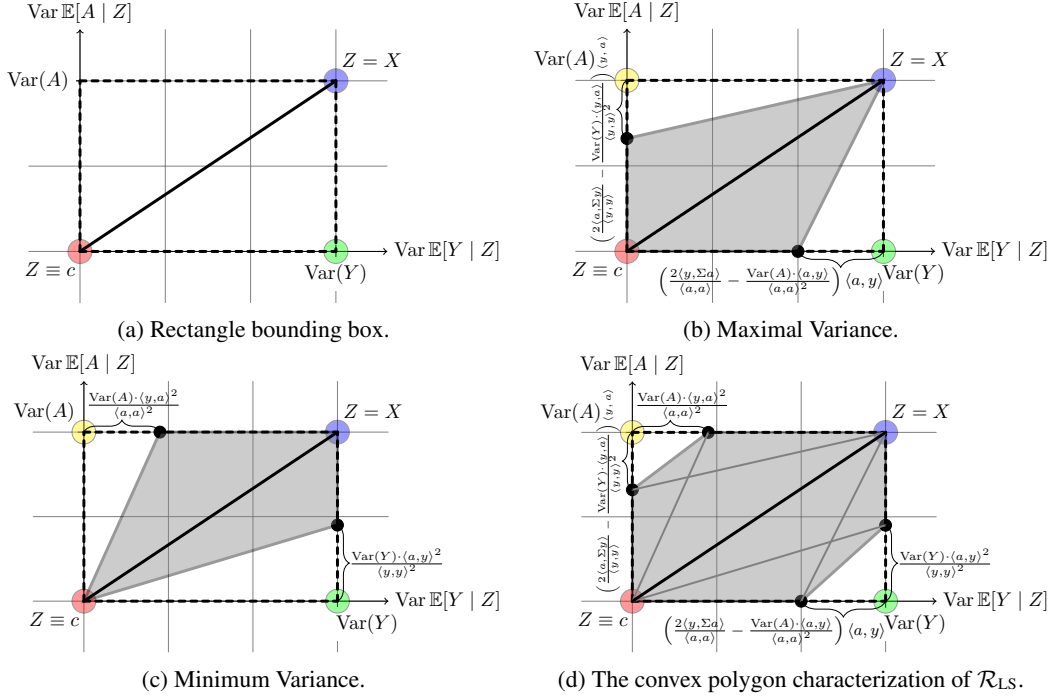 Var 𝔼[A | Z]
Z = X
Var(A)
Z ≡ c
Var(Y)
Var 𝔼[Y | Z]
(a) Rectangle bounding box.
Var 𝔼[A | Z]
Z = X
Var(A)
(2⟨a,Σy⟩/⟨y,y⟩ − Var(Y)·⟨y,a⟩/⟨y,y⟩²) ⟨y, a⟩
Z ≡ c
Var(Y)
Var 𝔼[Y | Z]
(2⟨y,Σa⟩/⟨a,a⟩ − Var(A)·⟨a,y⟩/⟨a,a⟩²) ⟨a, y⟩
(b) Maximal Variance.
Var 𝔼[A | Z]
Var(A)
Var(A)·⟨y,a⟩²/⟨a,a⟩²
Z = X
Var(Y)·⟨a,y⟩²/⟨y,y⟩²
Z ≡ c
Var(Y)
Var 𝔼[Y | Z]
(c) Minimum Variance.
Var 𝔼[A | Z]
Var(A)
Var(A)·⟨y,a⟩²/⟨a,a⟩²
Z = X
(2⟨a,Σy⟩/⟨y,y⟩ − Var(Y)·⟨y,a⟩/⟨y,y⟩²) ⟨y, a⟩
Var(Y)·⟨a,y⟩²/⟨y,y⟩²
Z ≡ c
Var(Y)
Var 𝔼[Y | Z]
(2⟨y,Σa⟩/⟨a,a⟩ − Var(A)·⟨a,y⟩/⟨a,a⟩²) ⟨a, y⟩
(d) The convex polygon characterization of ℛ_LS.